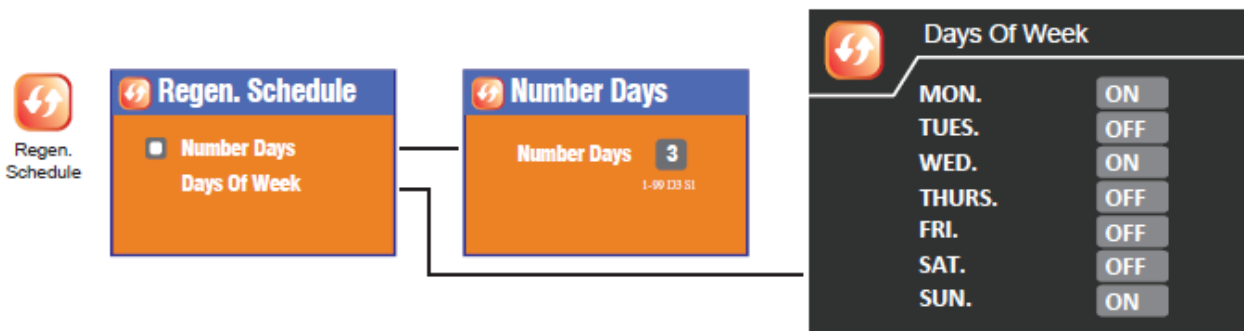 Regen.
Schedule
Regen. Schedule
Number Days
Days Of Week
Number Days
Number Days 3
1-99 D3 S1
Days Of Week
MON. ON
TUES. OFF
WED. ON
THURS. OFF
FRI. OFF
SAT. OFF
SUN. ON